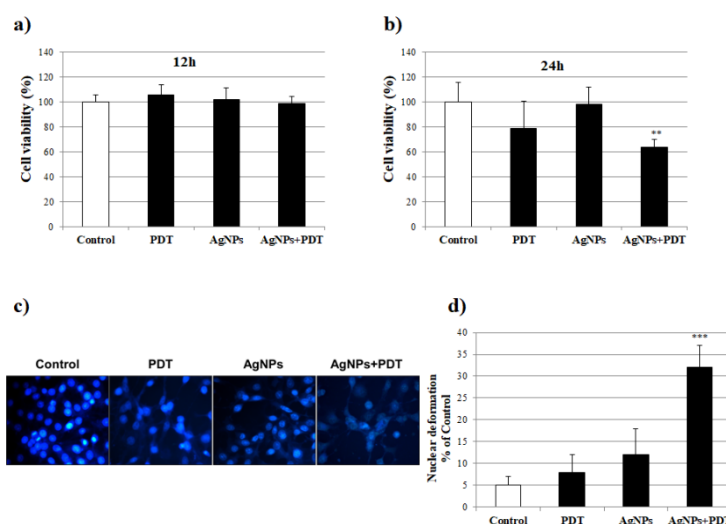 a)
12h
Cell viability (%)
140
120
100
80
60
40
20
0
Control PDT AgNPs AgNPs+PDT
b)
24h
Cell viability (%)
140
120
100
80
60
40
20
0
**
Control PDT AgNPs AgNPs+PDT
c)
Control PDT AgNPs AgNPs+PDT
d)
Nuclear deformation
% of Control
40
35
30
25
20
15
10
5
0
***
Control PDT AgNPs AgNPs+PDT